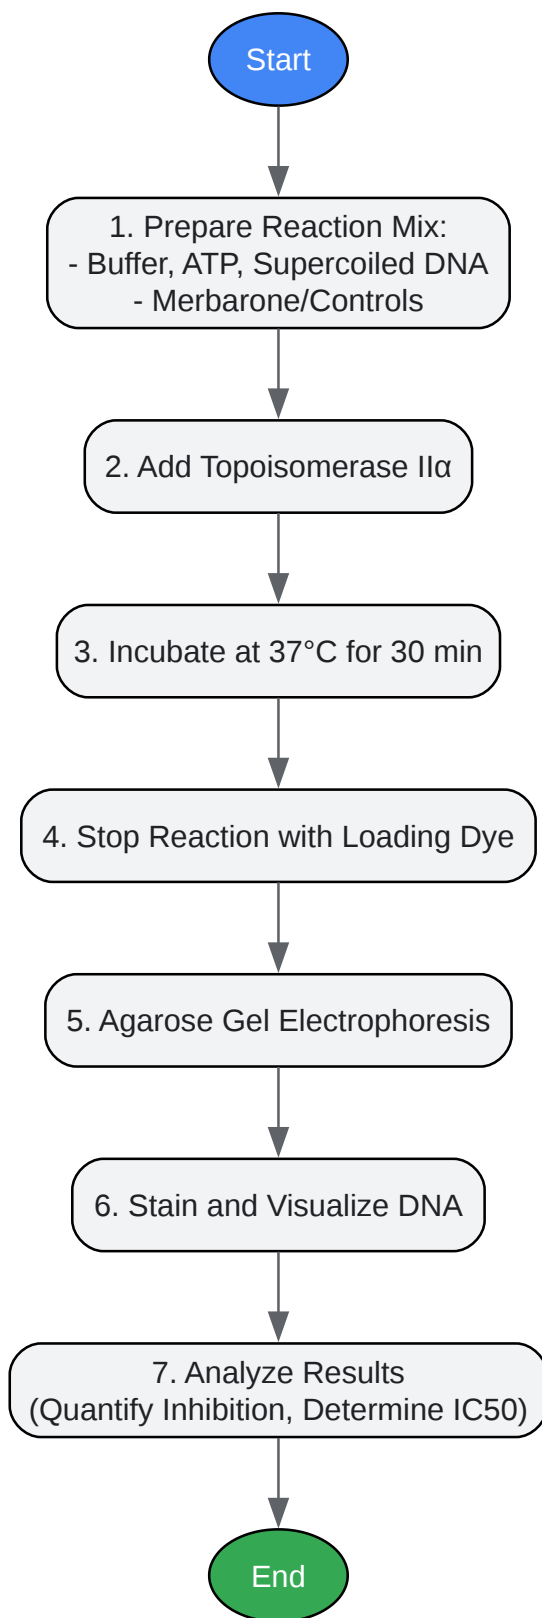 Start
1. Prepare Reaction Mix:
- Buffer, ATP, Supercoiled DNA
- Merbarone/Controls
2. Add Topoisomerase IIα
3. Incubate at 37°C for 30 min
4. Stop Reaction with Loading Dye
5. Agarose Gel Electrophoresis
6. Stain and Visualize DNA
7. Analyze Results
(Quantify Inhibition, Determine IC50)
End